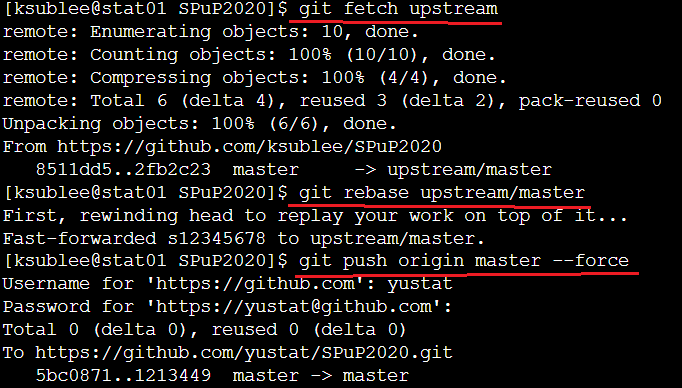 [ksublee@stat01 SPuP2020]$ git fetch upstream
remote: Enumerating objects: 10, done.
remote: Counting objects: 100% (10/10), done.
remote: Compressing objects: 100% (4/4), done.
remote: Total 6 (delta 4), reused 3 (delta 2), pack-reused 0
Unpacking objects: 100% (6/6), done.
From https://github.com/ksublee/SPuP2020
   8511dd5..2fb2c23  master     -> upstream/master
[ksublee@stat01 SPuP2020]$ git rebase upstream/master
First, rewinding head to replay your work on top of it...
Fast-forwarded s12345678 to upstream/master.
[ksublee@stat01 SPuP2020]$ git push origin master --force
Username for 'https://github.com': yustat
Password for 'https://yustat@github.com':
Total 0 (delta 0), reused 0 (delta 0)
To https://github.com/yustat/SPuP2020.git
   5bc0871..1213449  master -> master